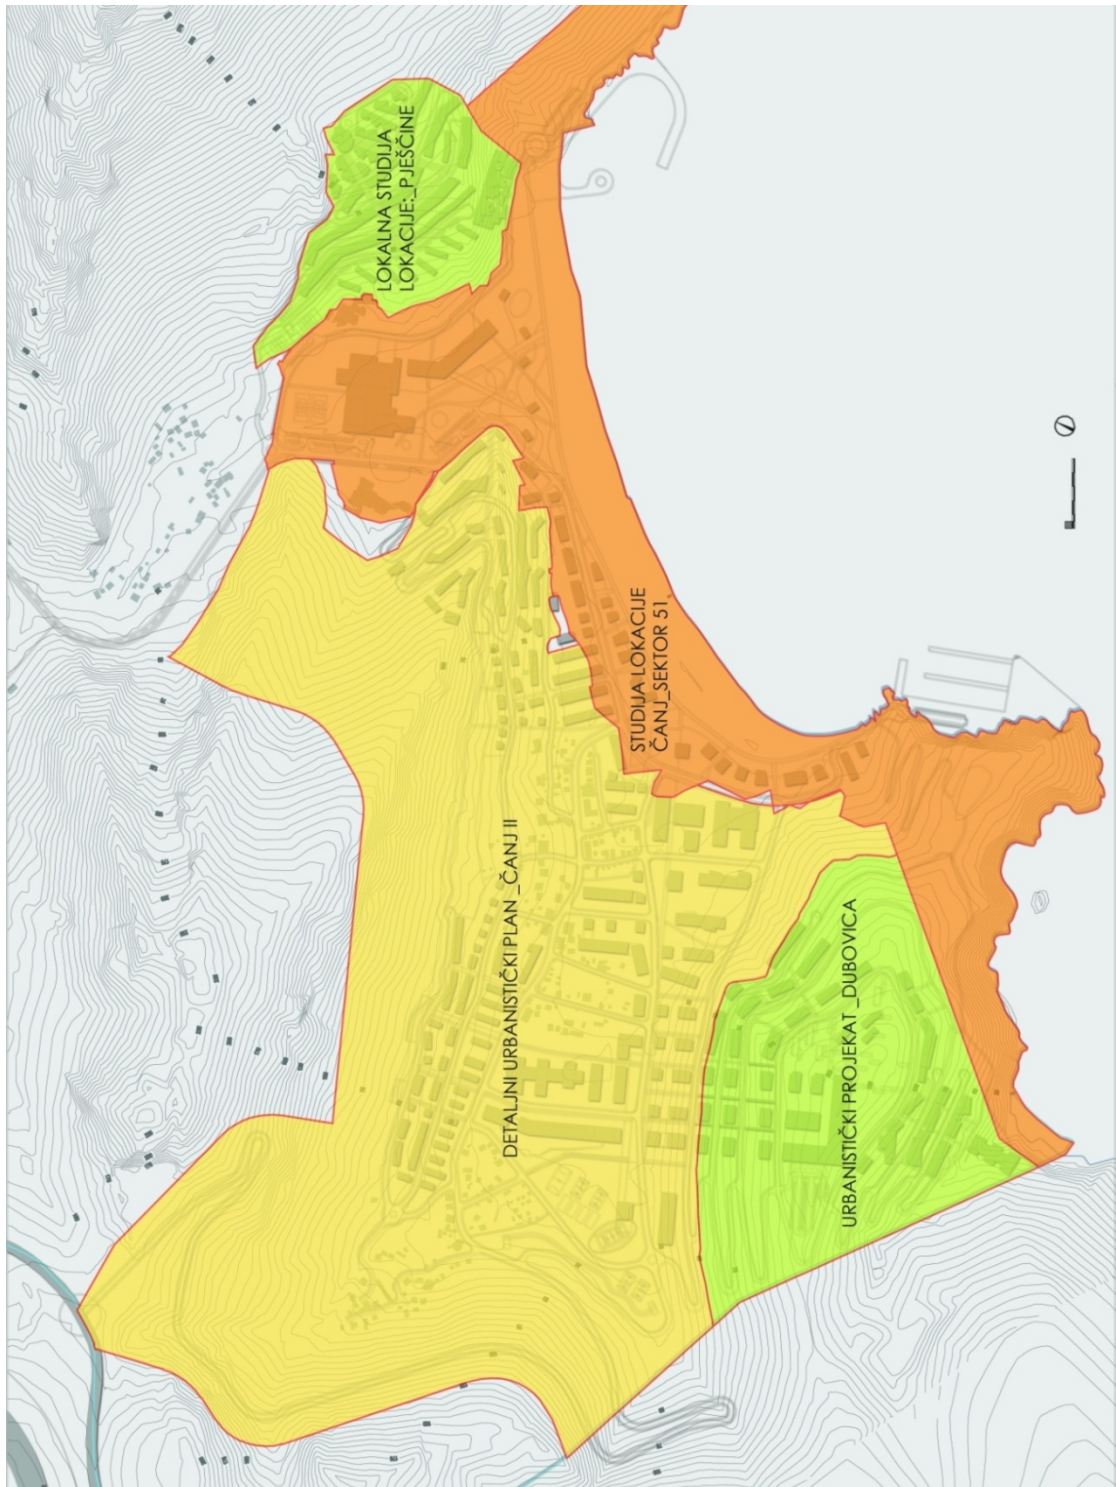 LOKALNA STUDIJA
LOKACIJE:_PJEŠČINE
STUDIJA LOKACIJE
ČANJ_SEKTOR 51
DETALJNI URBANISTIČKI PLAN _ČANJ II
URBANISTIČKI PROJEKAT _DUBOVICA